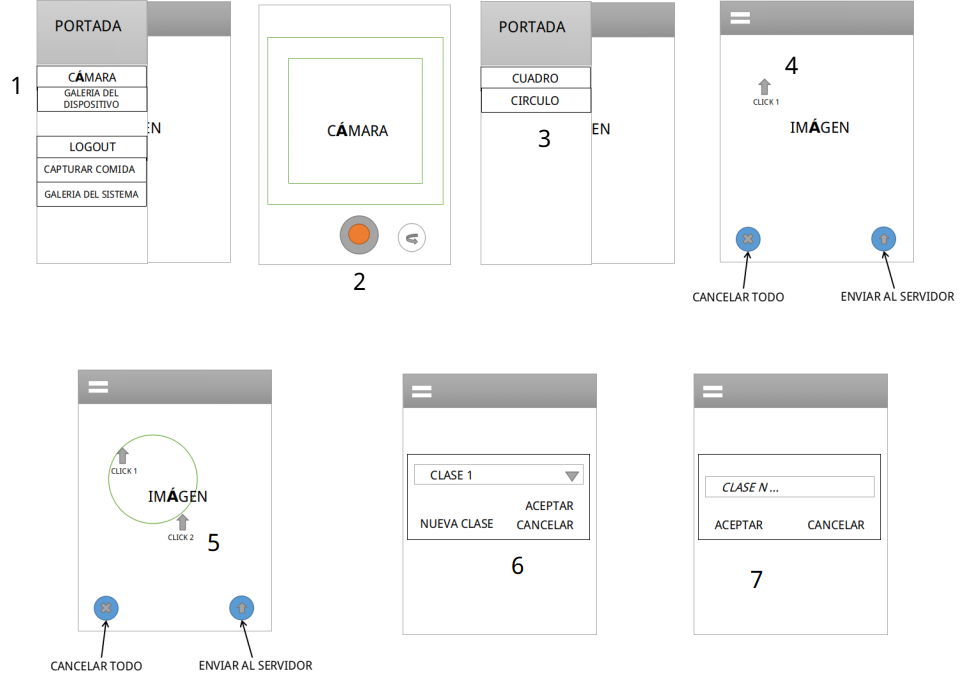 PORTADA
1
CÁMARA
GALERIA DEL
DISPOSITIVO
EN
LOGOUT
CAPTURAR COMIDA
GALERIA DEL SISTEMA
CÁMARA
2
PORTADA
CUADRO
CIRCULO
3
EN
4
CLICK 1
IMÁGEN
CANCELAR TODO
ENVIAR AL SERVIDOR
CLICK 1
IMÁGEN
CLICK 2
5
CANCELAR TODO
ENVIAR AL SERVIDOR
CLASE 1
ACEPTAR
NUEVA CLASE
CANCELAR
6
CLASE N ...
ACEPTAR
CANCELAR
7